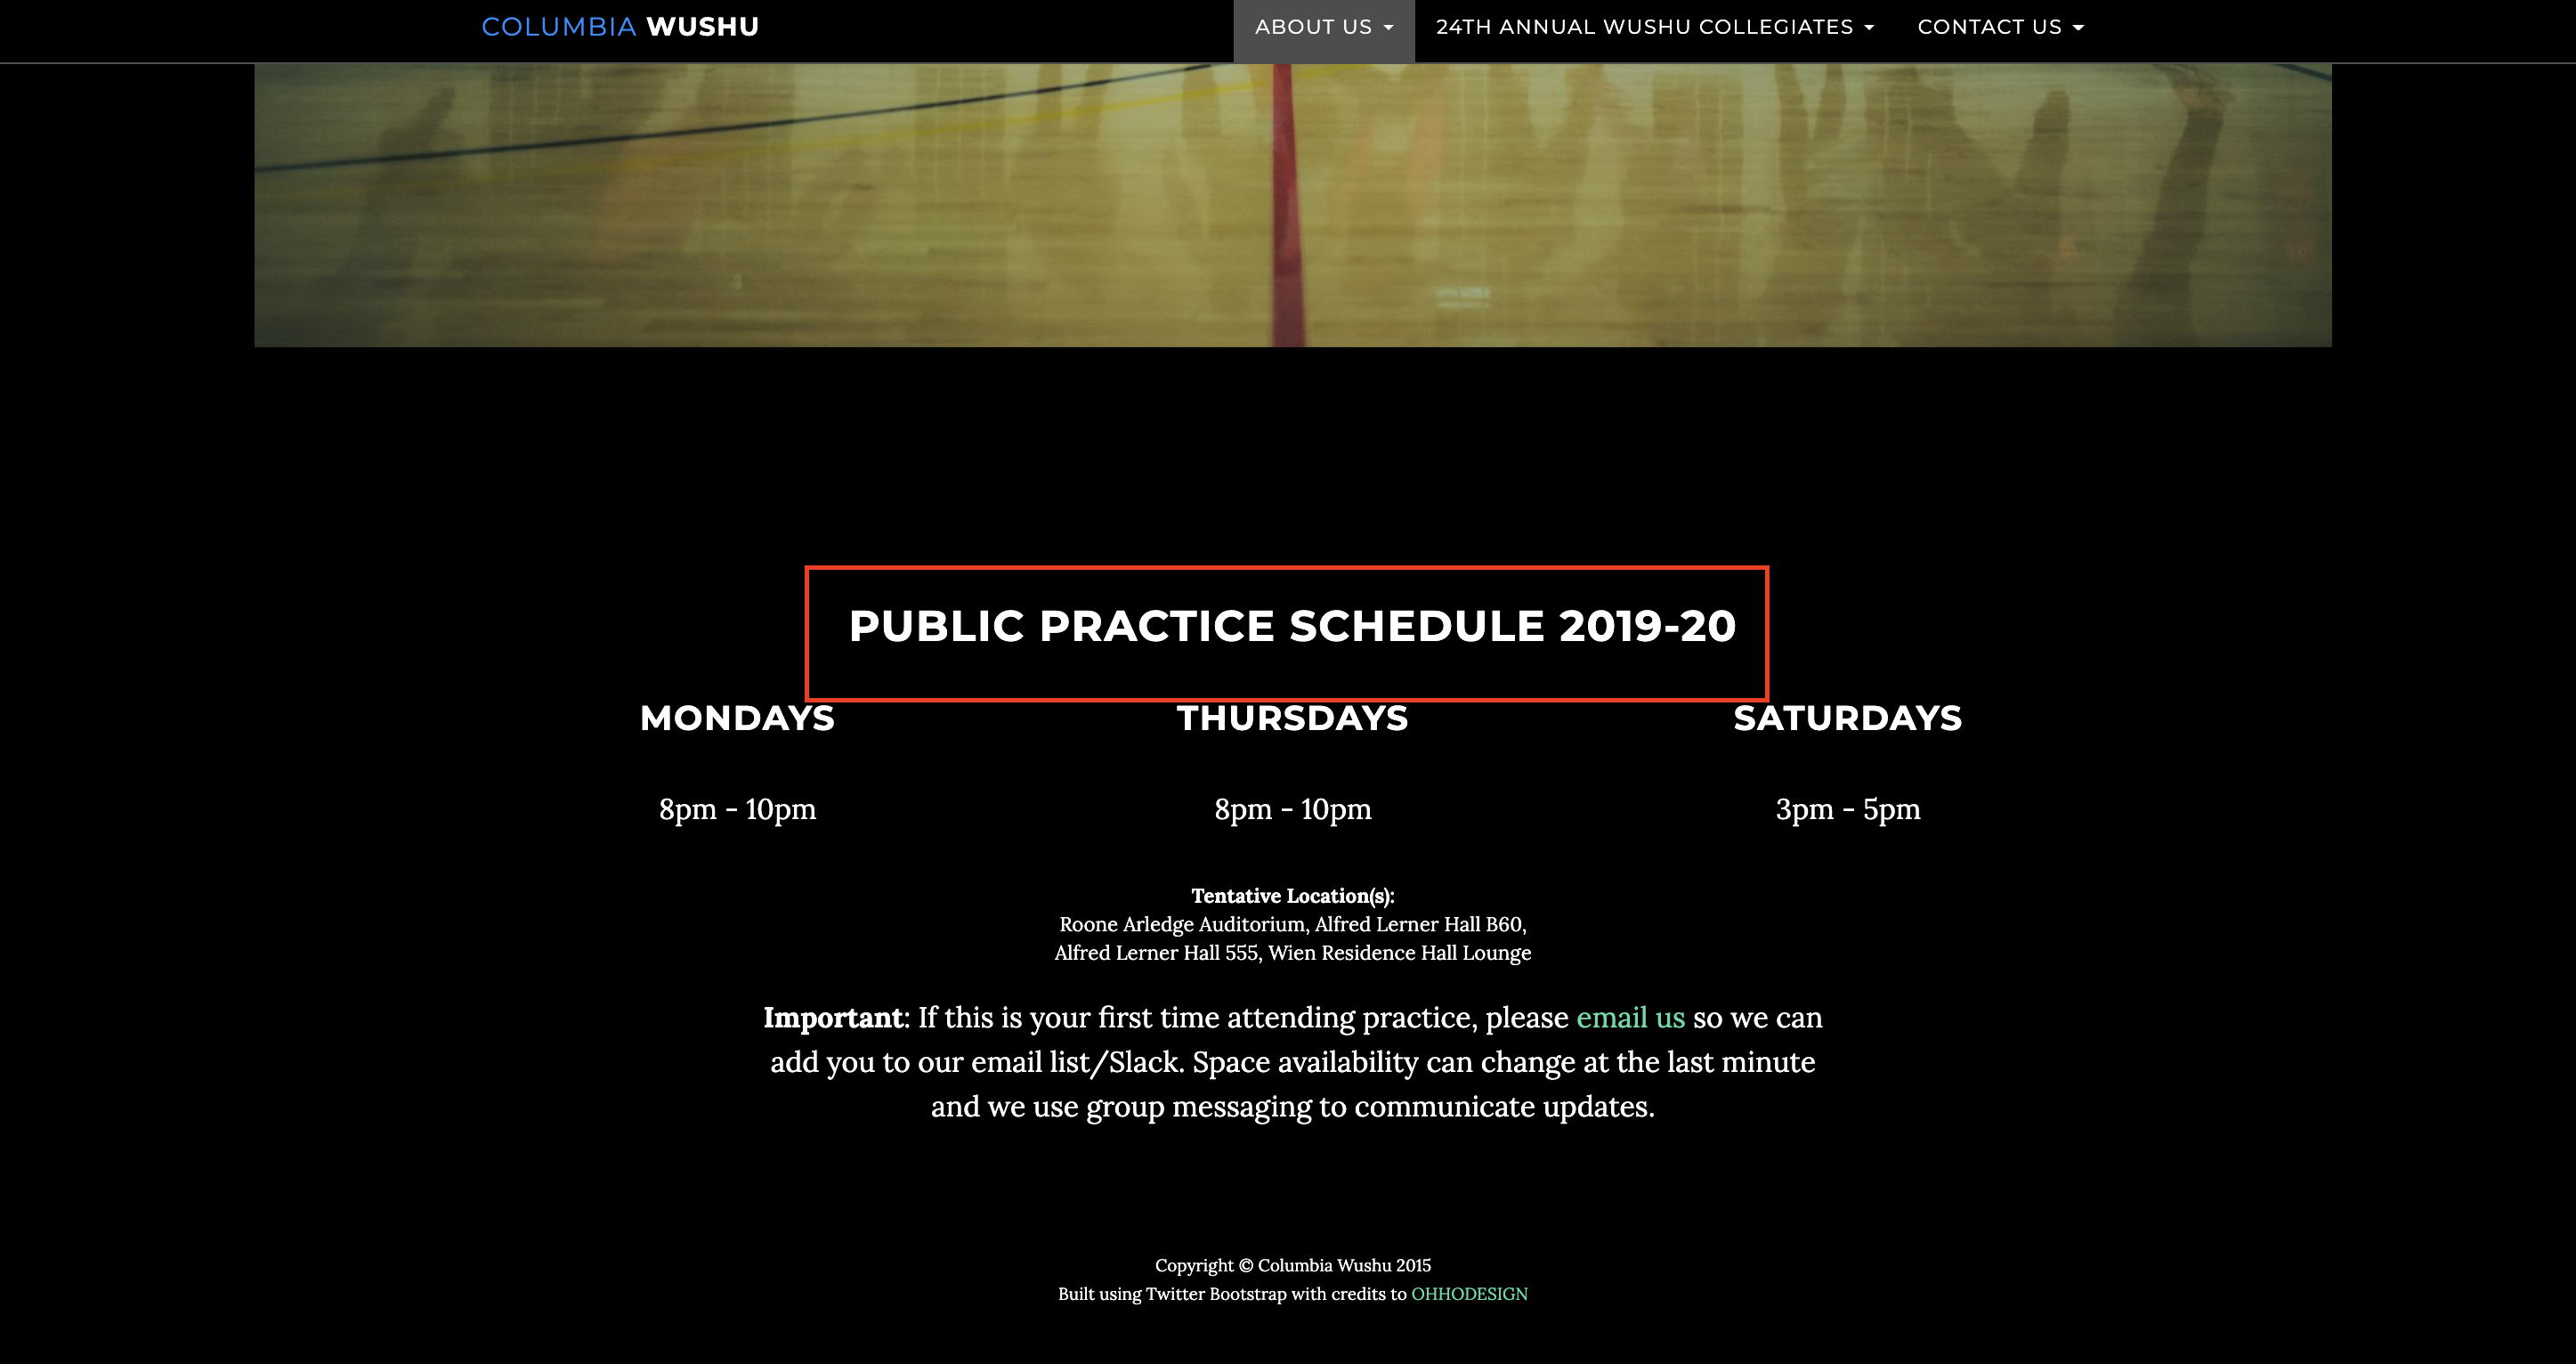 COLUMBIA WUSHU
ABOUT US
24TH ANNUAL WUSHU COLLEGIATES
CONTACT US
PUBLIC PRACTICE SCHEDULE 2019-20
MONDAYS
8pm - 10pm
THURSDAYS
8pm - 10pm
SATURDAYS
3pm - 5pm
Tentative Location(s):
Roone Arledge Auditorium, Alfred Lerner Hall B60,
Alfred Lerner Hall 555, Wien Residence Hall Lounge
Important: If this is your first time attending practice, please email us so we can
add you to our email list/Slack. Space availability can change at the last minute
and we use group messaging to communicate updates.
Copyright © Columbia Wushu 2015
Built using Twitter Bootstrap with credits to OHHODESIGN